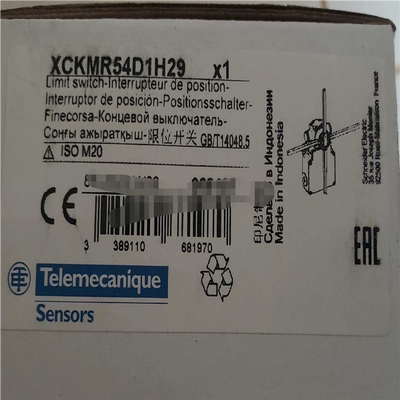 XCKMR54D1H29 x1
Limit switch-Interrupteur de position-
Interruptor de posición-Positionsschalter-
Finecorsa-Концевой выключатель-
Соңғы ажыратқыш-限位开关 GB/T14048.5
ISO M20
3 389110 681970
Сделано в Индонезии
Made in Indonesia
Schneider Electric
35 rue Joseph Monier
92500 Rueil-Malmaison France
EAC
Telemecanique
Sensors